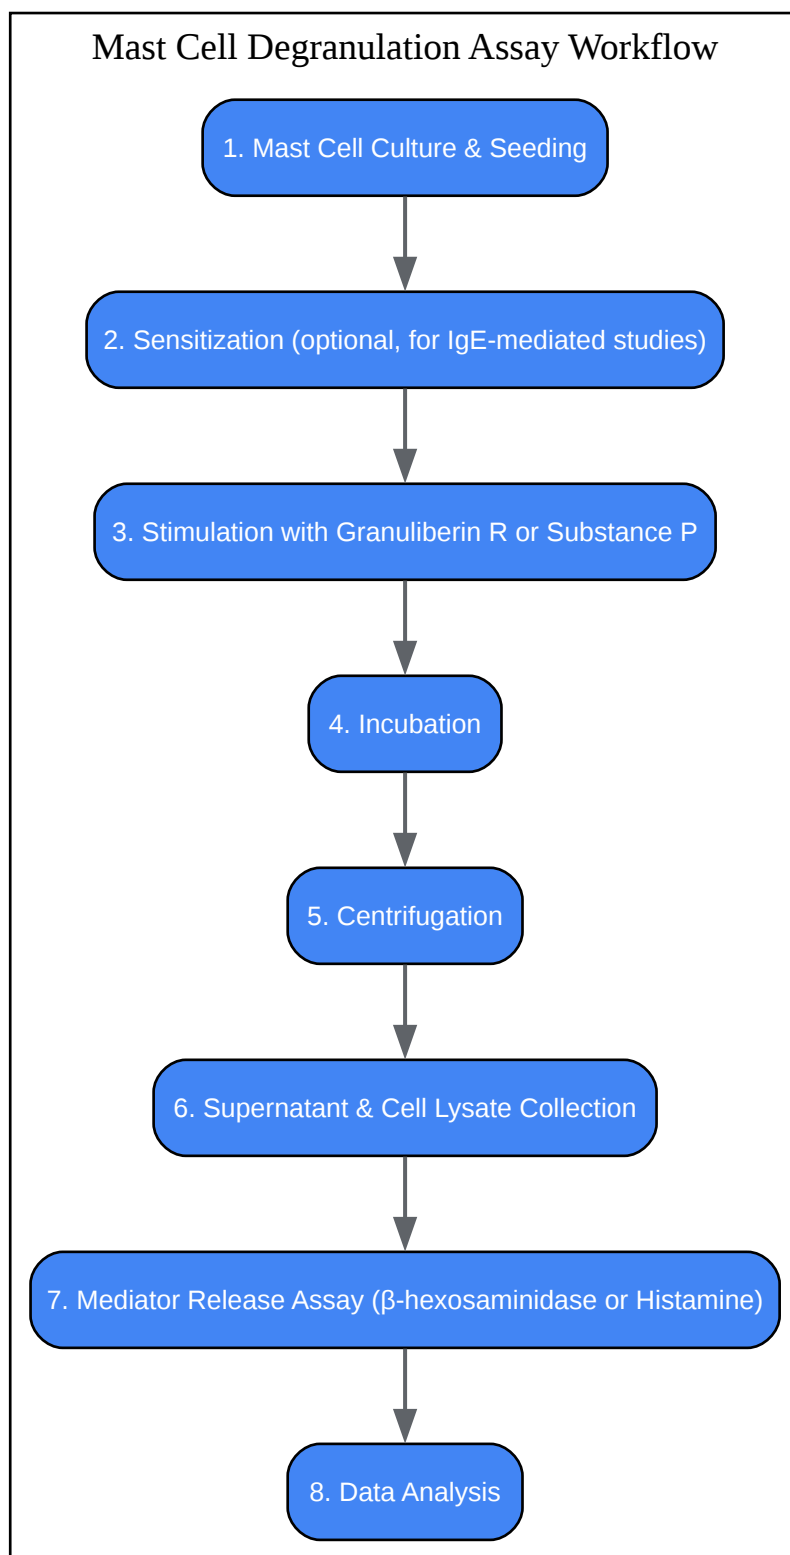 Mast Cell Degranulation Assay Workflow
1. Mast Cell Culture & Seeding
2. Sensitization (optional, for IgE-mediated studies)
3. Stimulation with Granuliberin R or Substance P
4. Incubation
5. Centrifugation
6. Supernatant & Cell Lysate Collection
7. Mediator Release Assay (β-hexosaminidase or Histamine)
8. Data Analysis